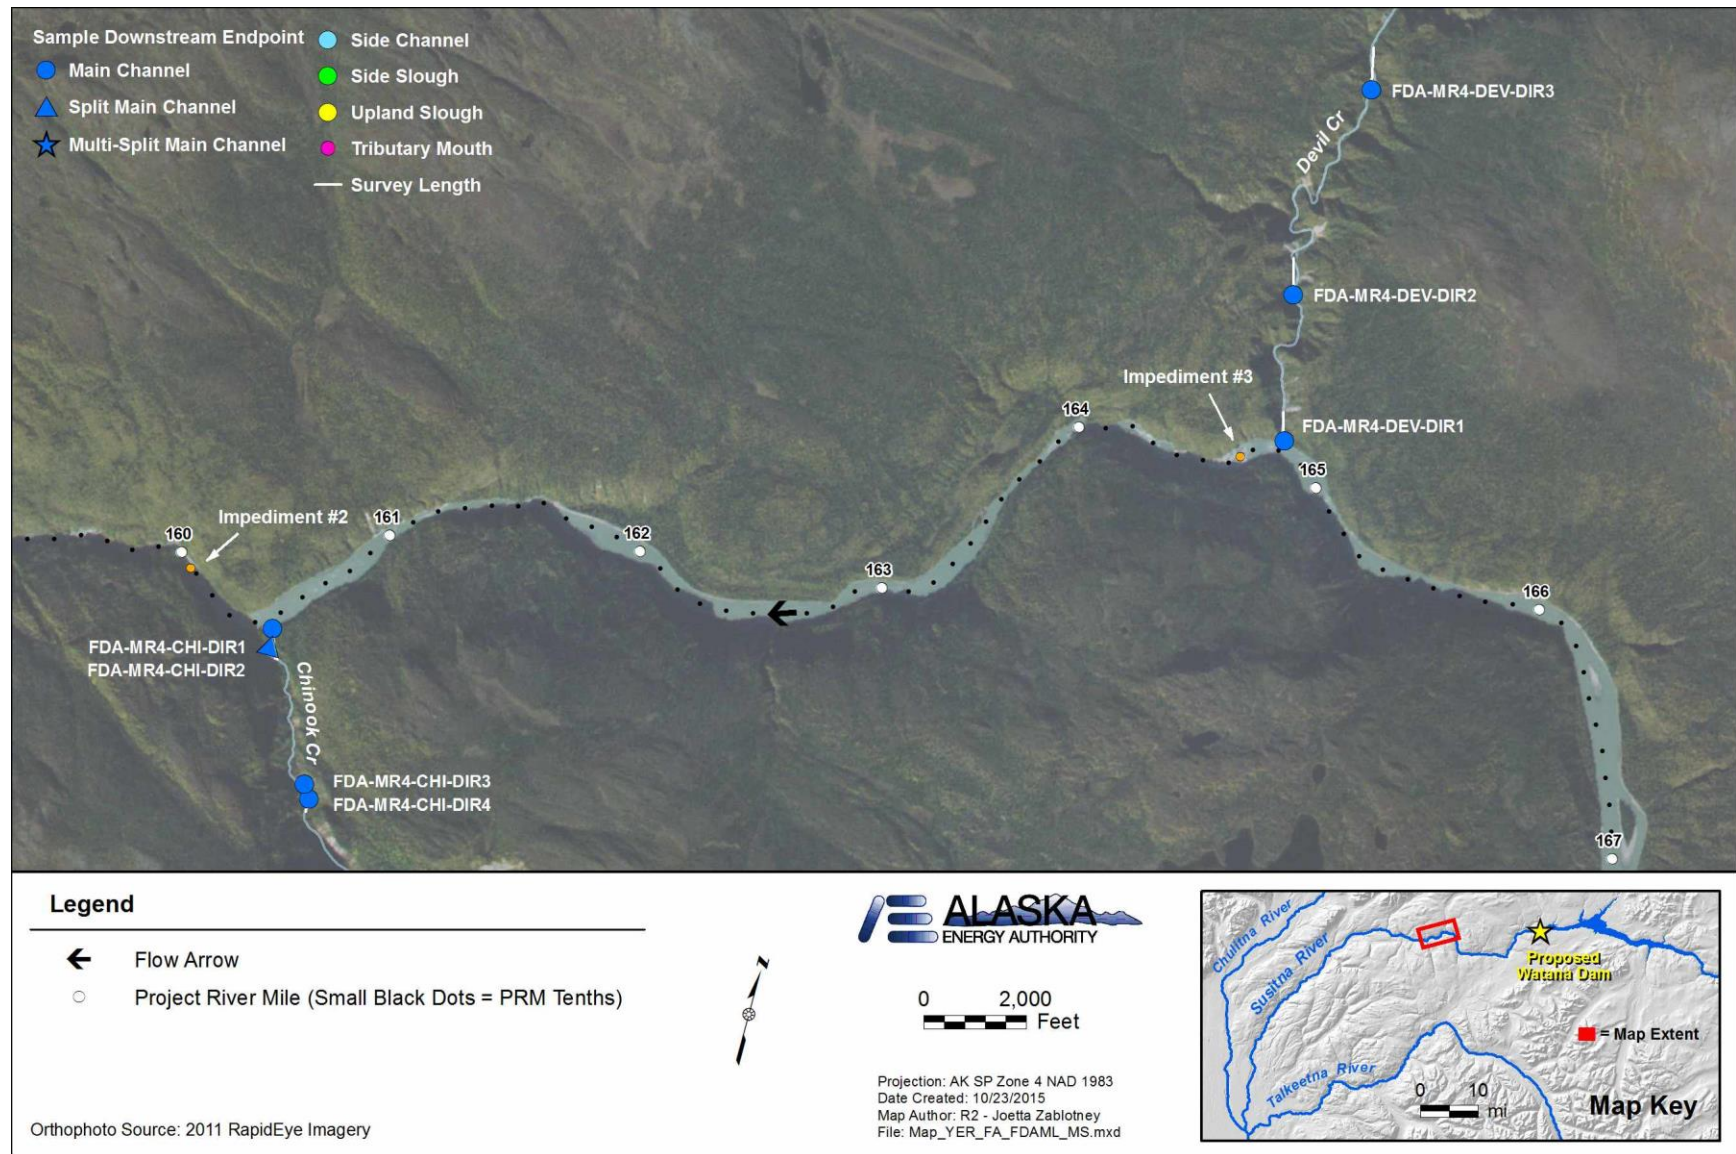 Sample Downstream Endpoint
Main Channel
Split Main Channel
Multi-Split Main Channel
Side Channel
Side Slough
Upland Slough
Tributary Mouth
Survey Length
FDA-MR4-DEV-DIR3
Devil Cr
FDA-MR4-DEV-DIR2
Impediment #3
FDA-MR4-DEV-DIR1
164
165
Impediment #2
160
161
162
163
166
167
FDA-MR4-CHI-DIR1
FDA-MR4-CHI-DIR2
Chinook Cr
FDA-MR4-CHI-DIR3
FDA-MR4-CHI-DIR4
Legend
Flow Arrow
Project River Mile (Small Black Dots = PRM Tenths)
Orthophoto Source: 2011 RapidEye Imagery
N
ALASKA
ENERGY AUTHORITY
0 2,000
Feet
Projection: AK SP Zone 4 NAD 1983
Date Created: 10/23/2015
Map Author: R2 - Joetta Zablotney
File: Map_YER_FA_FDAML_MS.mxd
Chulitna River
Susitna River
Talkeetna River
Proposed
Watana Dam
= Map Extent
0 10
mi
Map Key